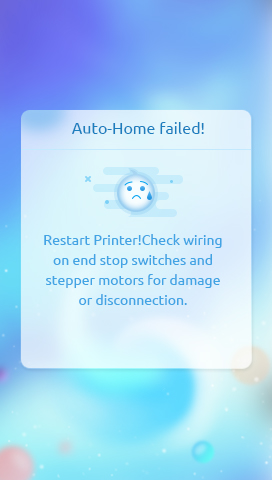 Auto-Home failed!
Restart Printer!Check wiring
on end stop switches and
stepper motors for damage
or disconnection.